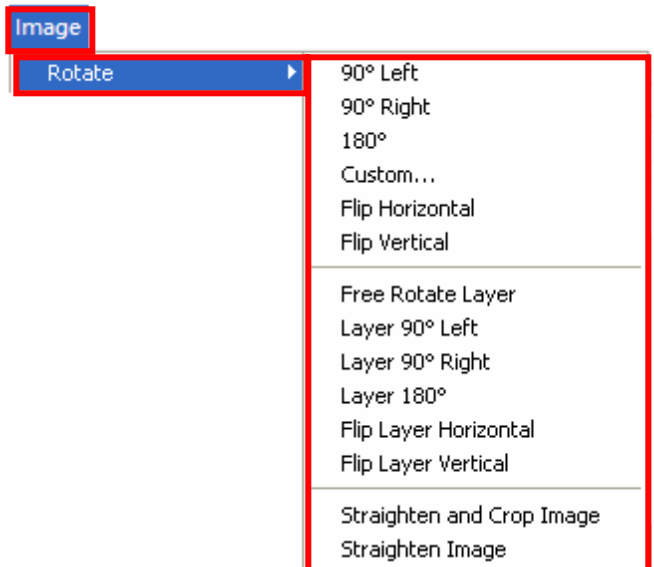 Image
Rotate
90° Left
90° Right
180°
Custom...
Flip Horizontal
Flip Vertical
Free Rotate Layer
Layer 90° Left
Layer 90° Right
Layer 180°
Flip Layer Horizontal
Flip Layer Vertical
Straighten and Crop Image
Straighten Image